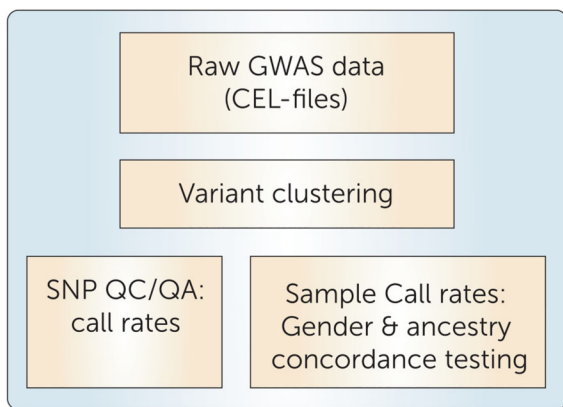 Raw GWAS data
(CEL-files)
Variant clustering
SNP QC/QA:
call rates
Sample Call rates:
Gender & ancestry
concordance testing